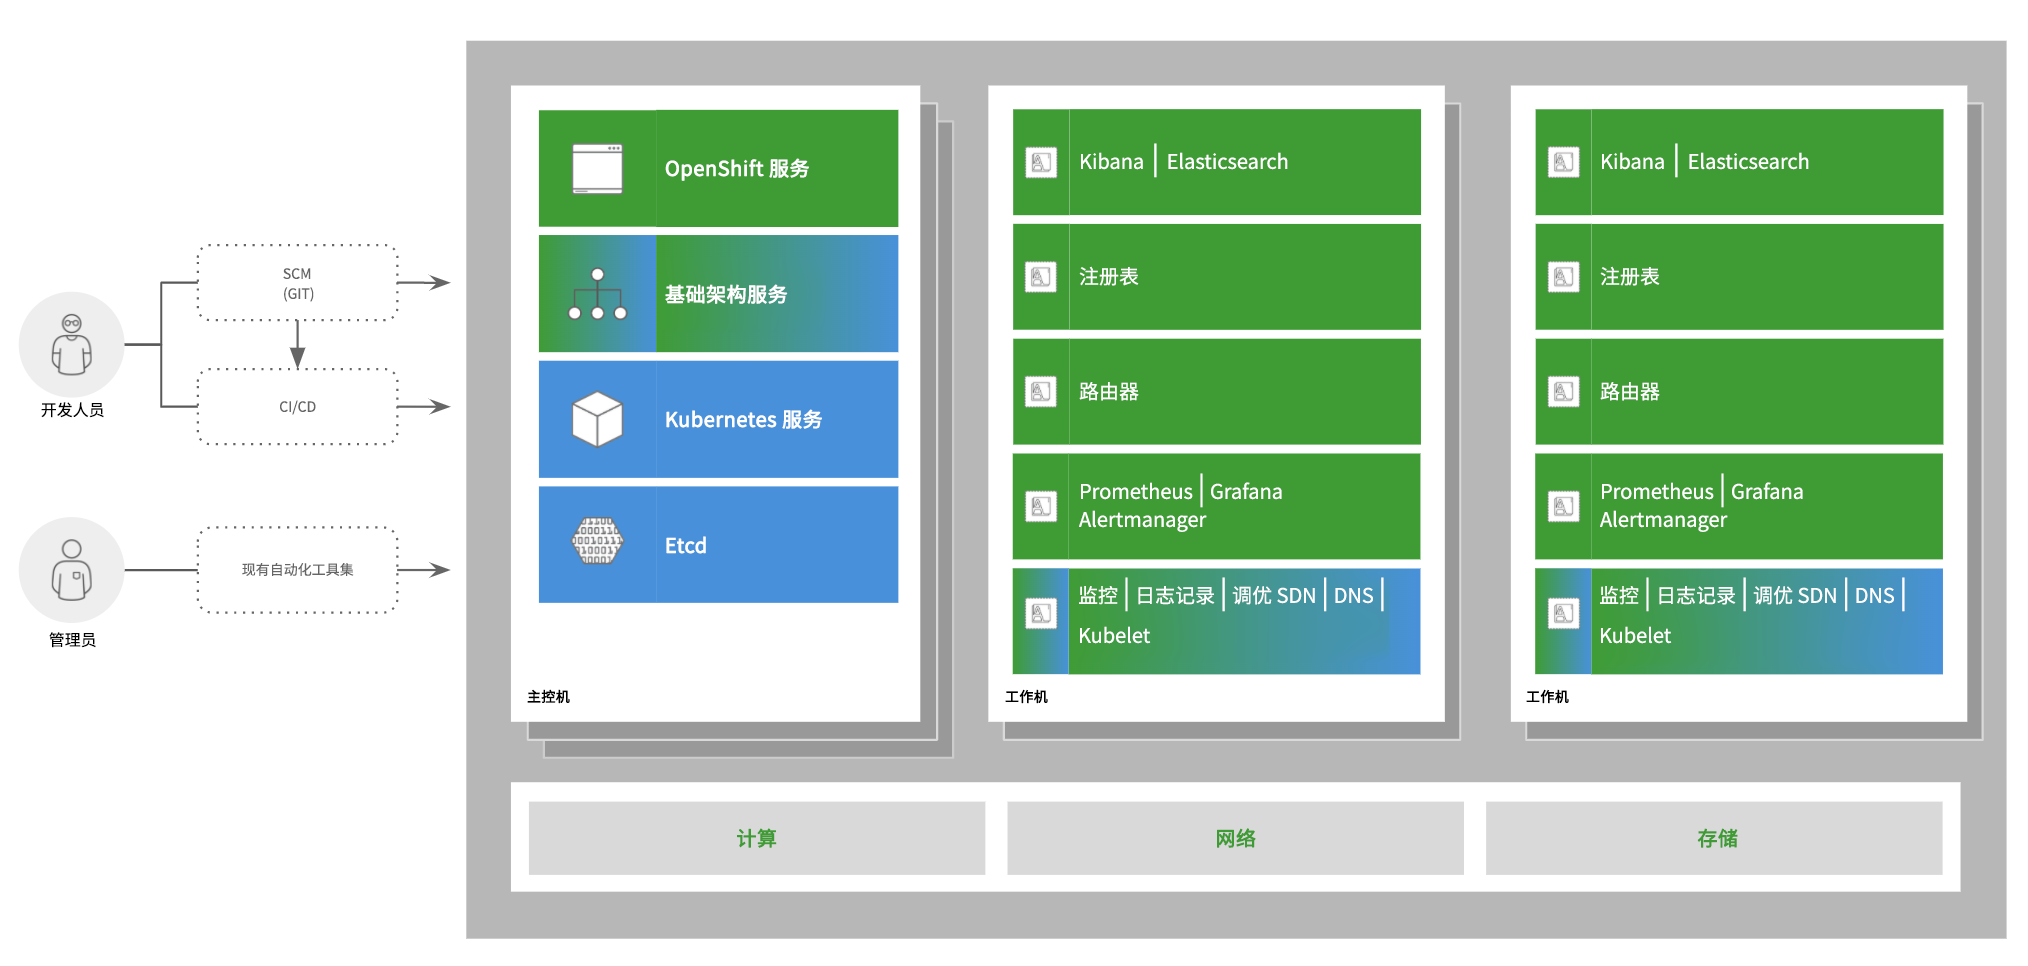 SCM
(GIT)
CI/CD
开发人员
现有自动化工具集
管理员
OpenShift 服务
基础架构服务
Kubernetes 服务
Etcd
主控机
Kibana | Elasticsearch
注册表
路由器
Prometheus | Grafana
Alertmanager
监控 | 日志记录 | 调优 SDN | DNS |
Kubelet
工作机
Kibana | Elasticsearch
注册表
路由器
Prometheus | Grafana
Alertmanager
监控 | 日志记录 | 调优 SDN | DNS |
Kubelet
工作机
计算
网络
存储